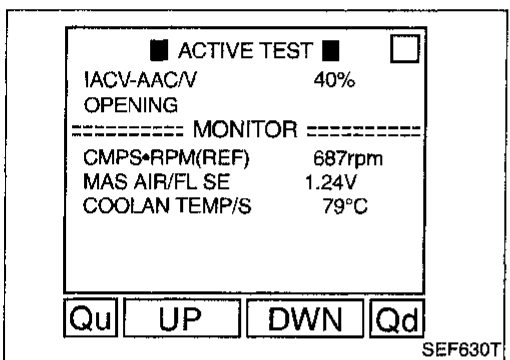 ■ ACTIVE TEST ■
IACV-AAC/V 40%
OPENING
========== MONITOR ==========
CMPS•RPM(REF) 687rpm
MAS AIR/FL SE 1.24V
COOLAN TEMP/S 79°C
Qu UP DWN Qd
SEF630T